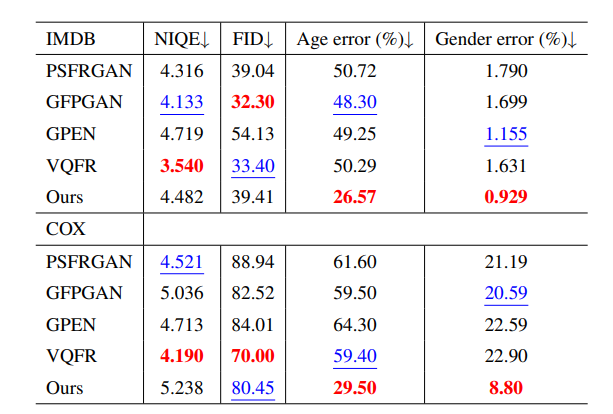 IMDB NIQE↓ FID↓ Age error (%)↓ Gender error (%)↓
PSFRGAN 4.316 39.04 50.72 1.790
GFPGAN 4.133 32.30 48.30 1.699
GPEN 4.719 54.13 49.25 1.155
VQFR 3.540 33.40 50.29 1.631
Ours 4.482 39.41 26.57 0.929
COX
PSFRGAN 4.521 88.94 61.60 21.19
GFPGAN 5.036 82.52 59.50 20.59
GPEN 4.713 84.01 64.30 22.59
VQFR 4.190 70.00 59.40 22.90
Ours 5.238 80.45 29.50 8.80